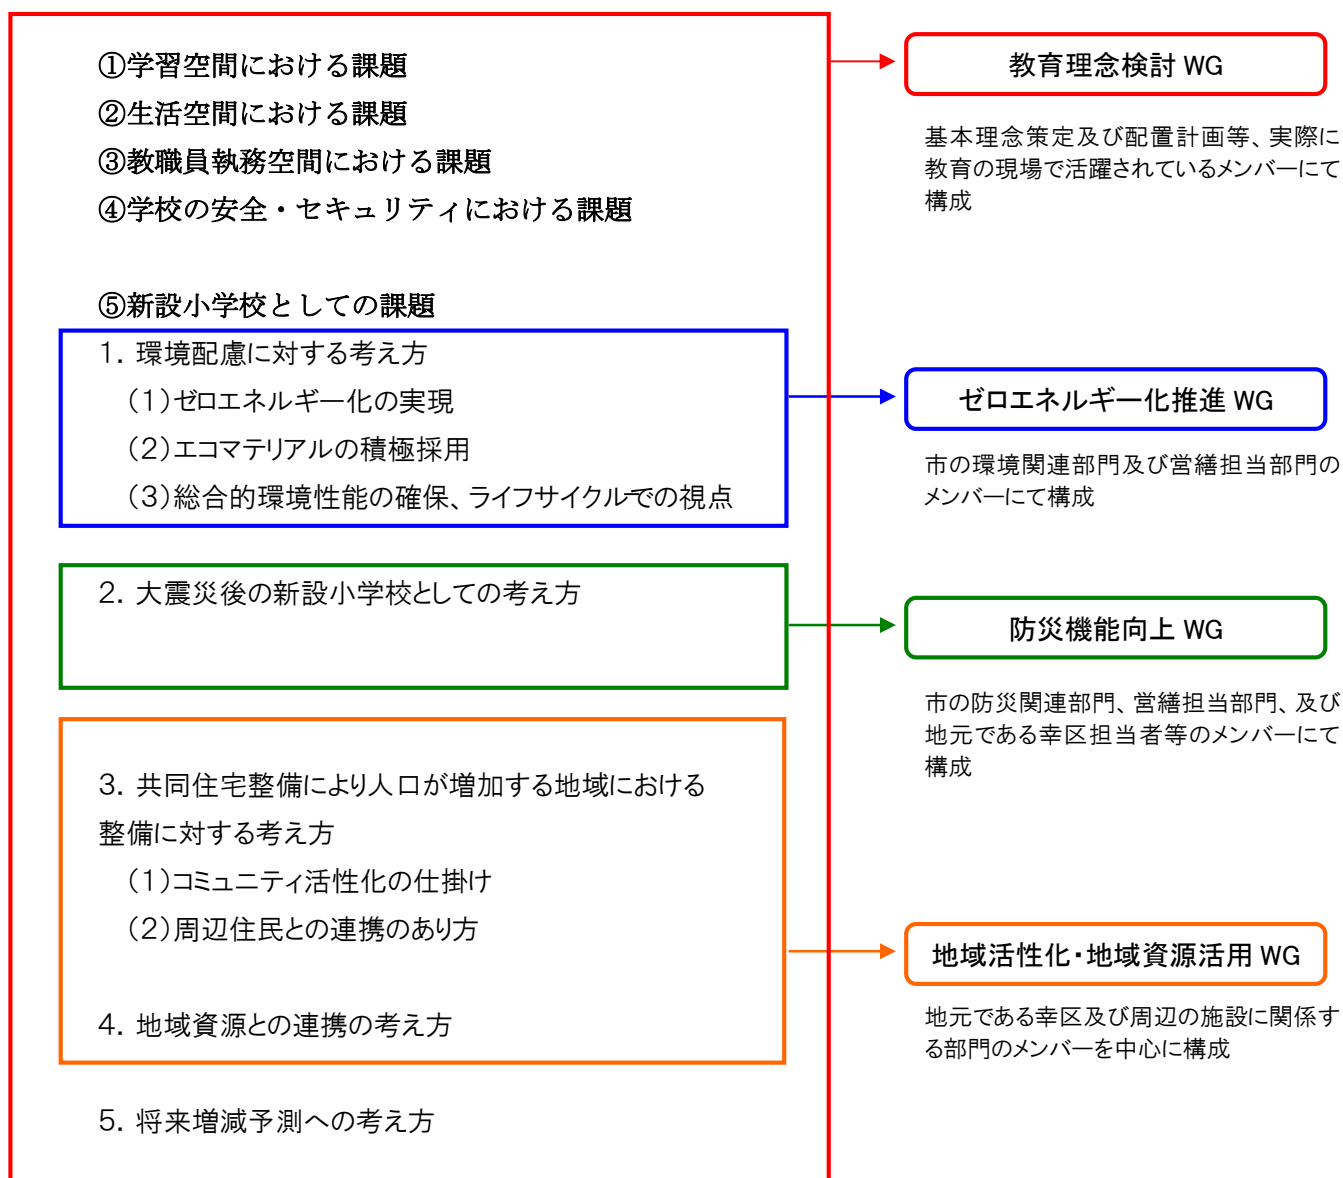 ①学習空間における課題
②生活空間における課題
③教職員執務空間における課題
④学校の安全・セキュリティにおける課題
⑤新設小学校としての課題
1．環境配慮に対する考え方
（1）ゼロエネルギー化の実現
（2）エコマテリアルの積極採用
（3）総合的環境性能の確保、ライフサイクルでの視点
2．大震災後の新設小学校としての考え方
3．共同住宅整備により人口が増加する地域における
整備に対する考え方
（1）コミュニティ活性化の仕掛け
（2）周辺住民との連携のあり方
4．地域資源との連携の考え方
5．将来増減予測への考え方
教育理念検討 WG
基本理念策定及び配置計画等、実際に
教育の現場で活躍されているメンバーにて
構成
ゼロエネルギー化推進 WG
市の環境関連部門及び営繕担当部門の
メンバーにて構成
防災機能向上 WG
市の防災関連部門、営繕担当部門、及び
地元である幸区担当者等のメンバーにて
構成
地域活性化・地域資源活用 WG
地元である幸区及び周辺の施設に関係す
る部門のメンバーを中心に構成